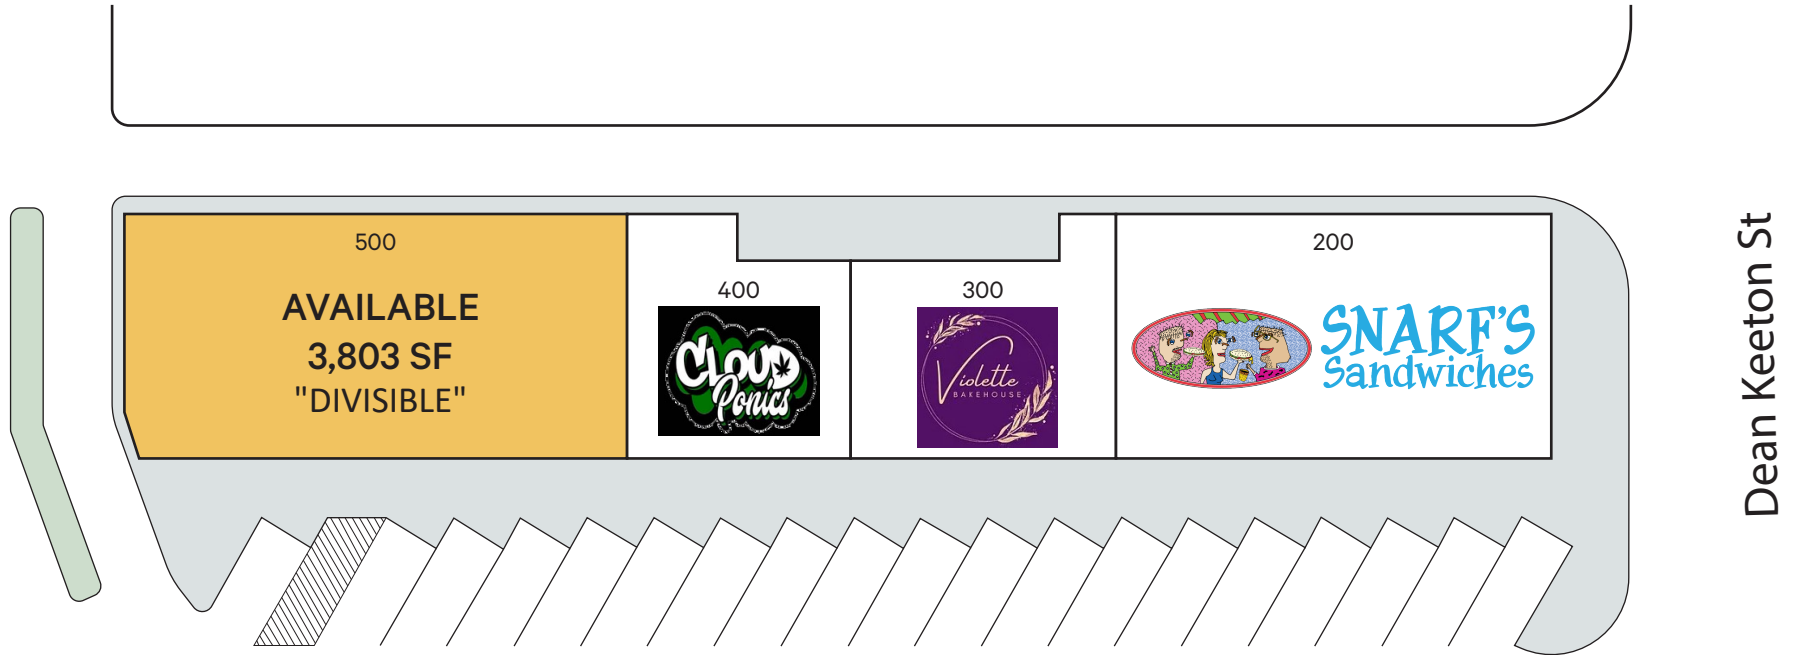 500
AVAILABLE
3,803 SF
"DIVISIBLE"
400
CLOUD
Ponics
300
Violette
BAKEHOUSE
200
SNARF'S
Sandwiches
Dean Keeton St